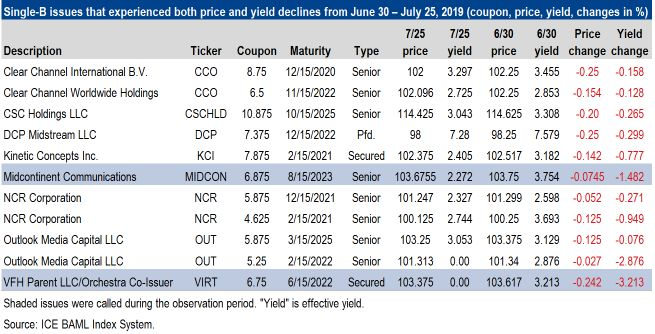 Single-B issues that experienced both price and yield declines from June 30 – July 25, 2019 (coupon, price, yield, changes in %)
7/25 7/25 6/30 6/30 Price Yield
Description Ticker Coupon Maturity Type price yield price yield change change
Clear Channel International B.V. CCO 8.75 12/15/2020 Senior 102 3.297 102.25 3.455 -0.25 -0.158
Clear Channel Worldwide Holdings CCO 6.5 11/15/2022 Senior 102.096 2.725 102.25 2.853 -0.154 -0.128
CSC Holdings LLC CSCHLD 10.875 10/15/2025 Senior 114.425 3.043 114.625 3.308 -0.20 -0.265
DCP Midstream LLC DCP 7.375 12/15/2022 Pfd. 98 7.28 98.25 7.579 -0.25 -0.299
Kinetic Concepts Inc. KCI 7.875 2/15/2021 Secured 102.375 2.405 102.517 3.182 -0.142 -0.777
Midcontinent Communications MIDCON 6.875 8/15/2023 Senior 103.6755 2.272 103.75 3.754 -0.0745 -1.482
NCR Corporation NCR 5.875 12/15/2021 Senior 101.247 2.327 101.299 2.598 -0.052 -0.271
NCR Corporation NCR 4.625 2/15/2021 Senior 100.125 2.744 100.25 3.693 -0.125 -0.949
Outlook Media Capital LLC OUT 5.875 3/15/2025 Senior 103.25 3.053 103.375 3.129 -0.125 -0.076
Outlook Media Capital LLC OUT 5.25 2/15/2022 Senior 101.313 0.00 101.34 2.876 -0.027 -2.876
VFH Parent LLC/Orchestra Co-Issuer VIRT 6.75 6/15/2022 Secured 103.375 0.00 103.617 3.213 -0.242 -3.213
Shaded issues were called during the observation period. "Yield" is effective yield.
Source: ICE BAML Index System.